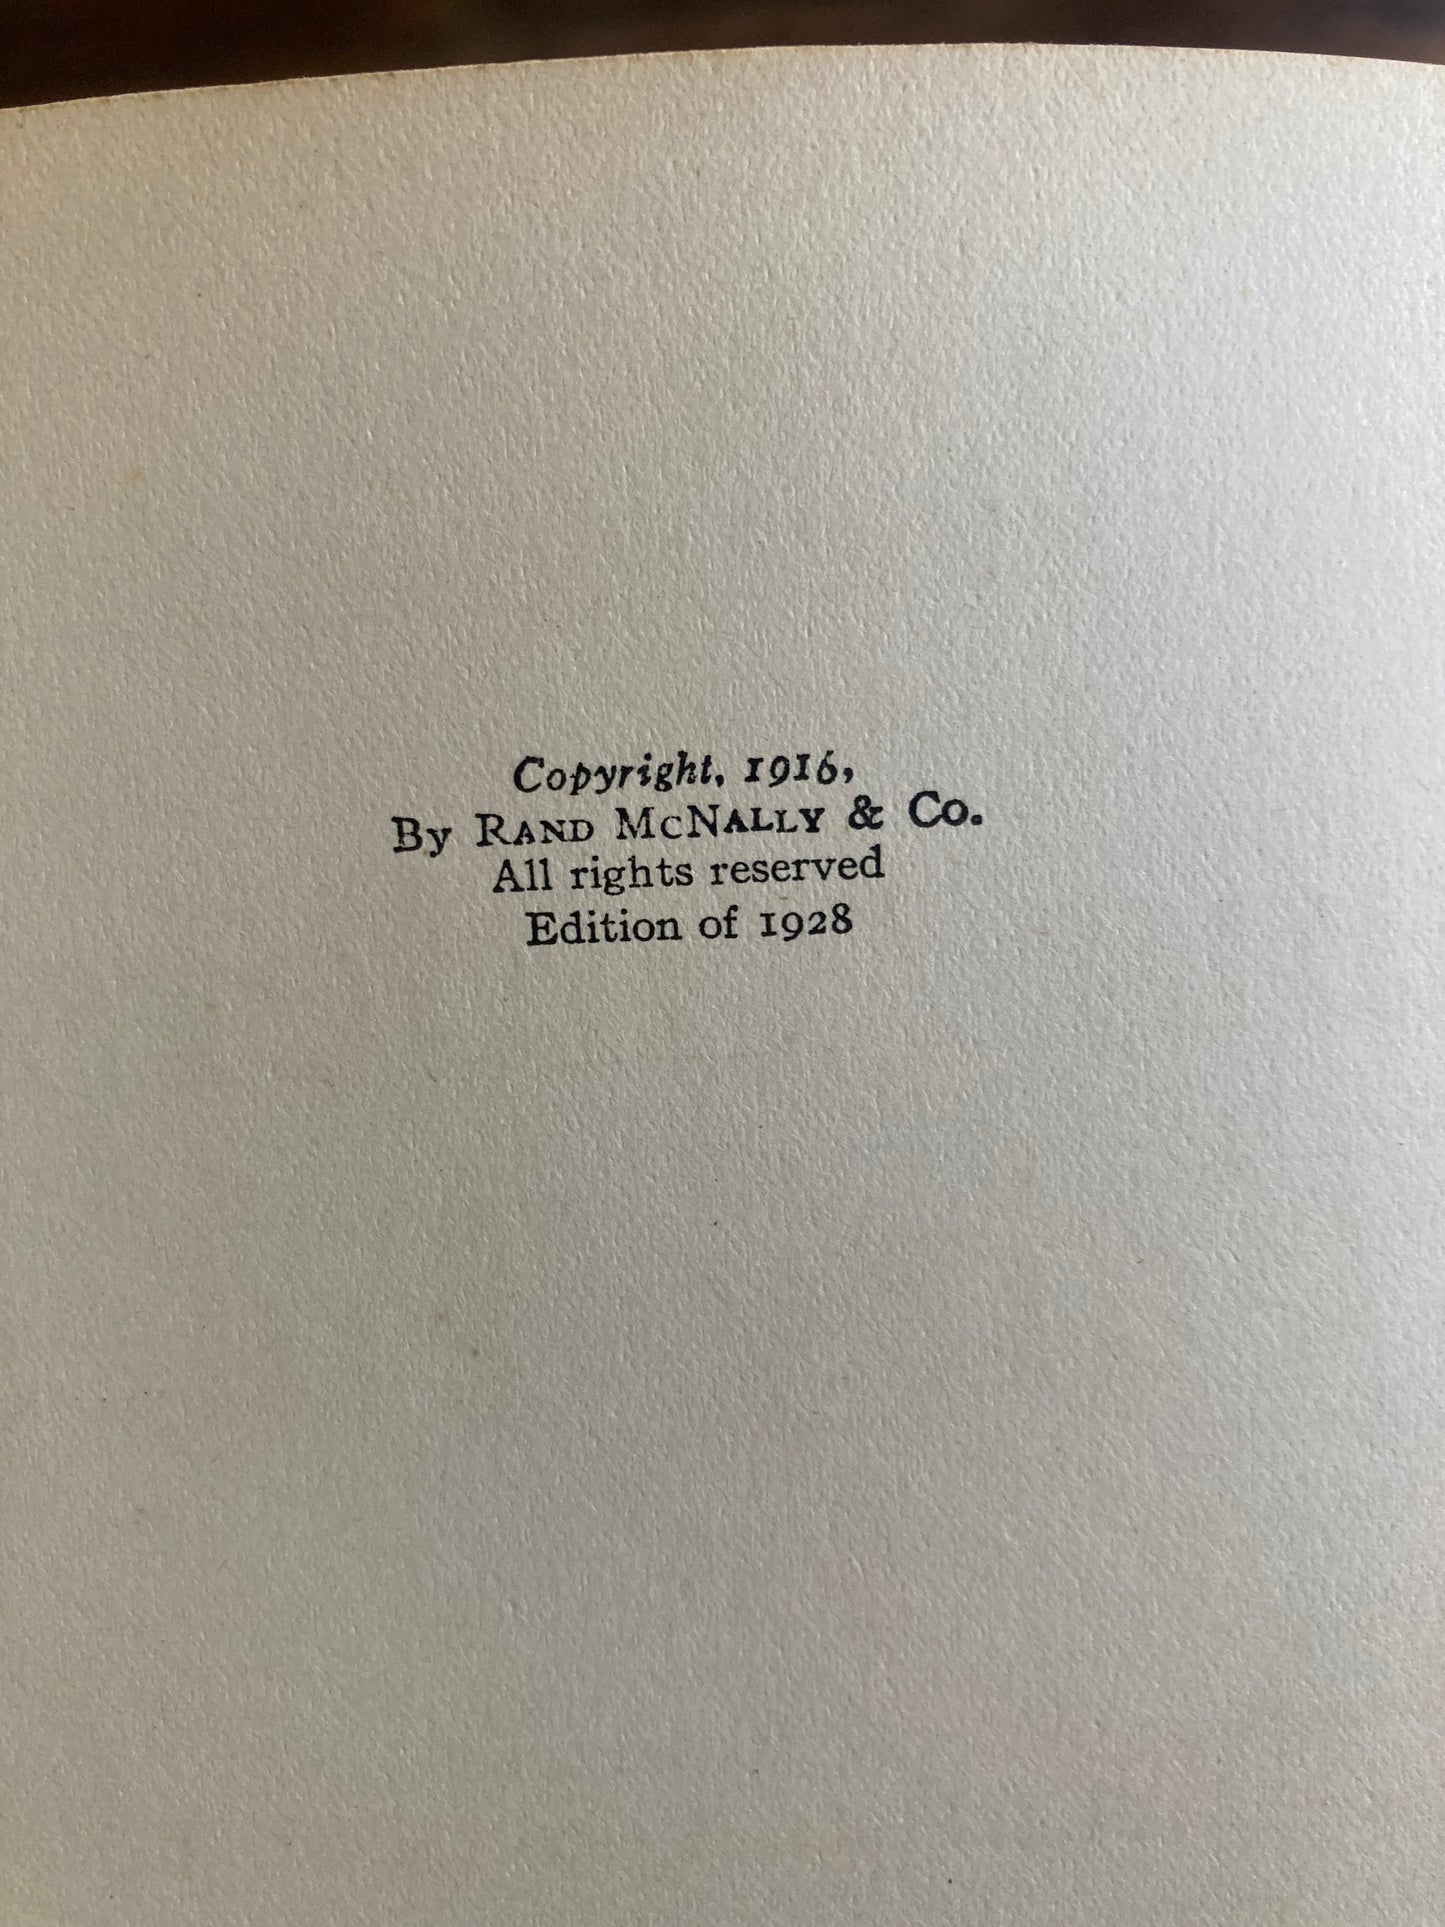 Copyright, 1916,
By RAND MCNALLY & Co.
All rights reserved
Edition of 1928